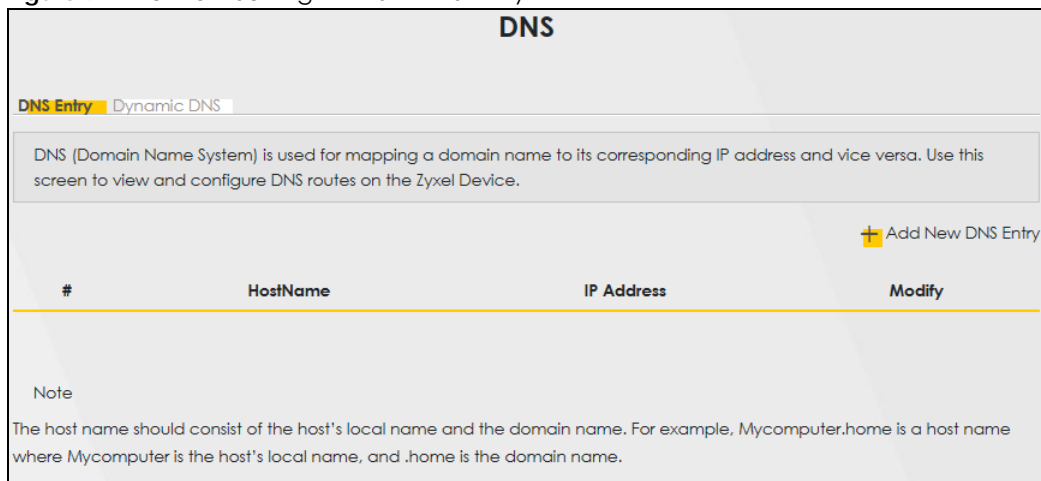 DNS
DNS Entry Dynamic DNS
DNS (Domain Name System) is used for mapping a domain name to its corresponding IP address and vice versa. Use this
screen to view and configure DNS routes on the Zyxel Device.
+ Add New DNS Entry
# HostName IP Address Modify
Note
The host name should consist of the host's local name and the domain name. For example, Mycomputer.home is a host name
where Mycomputer is the host's local name, and .home is the domain name.